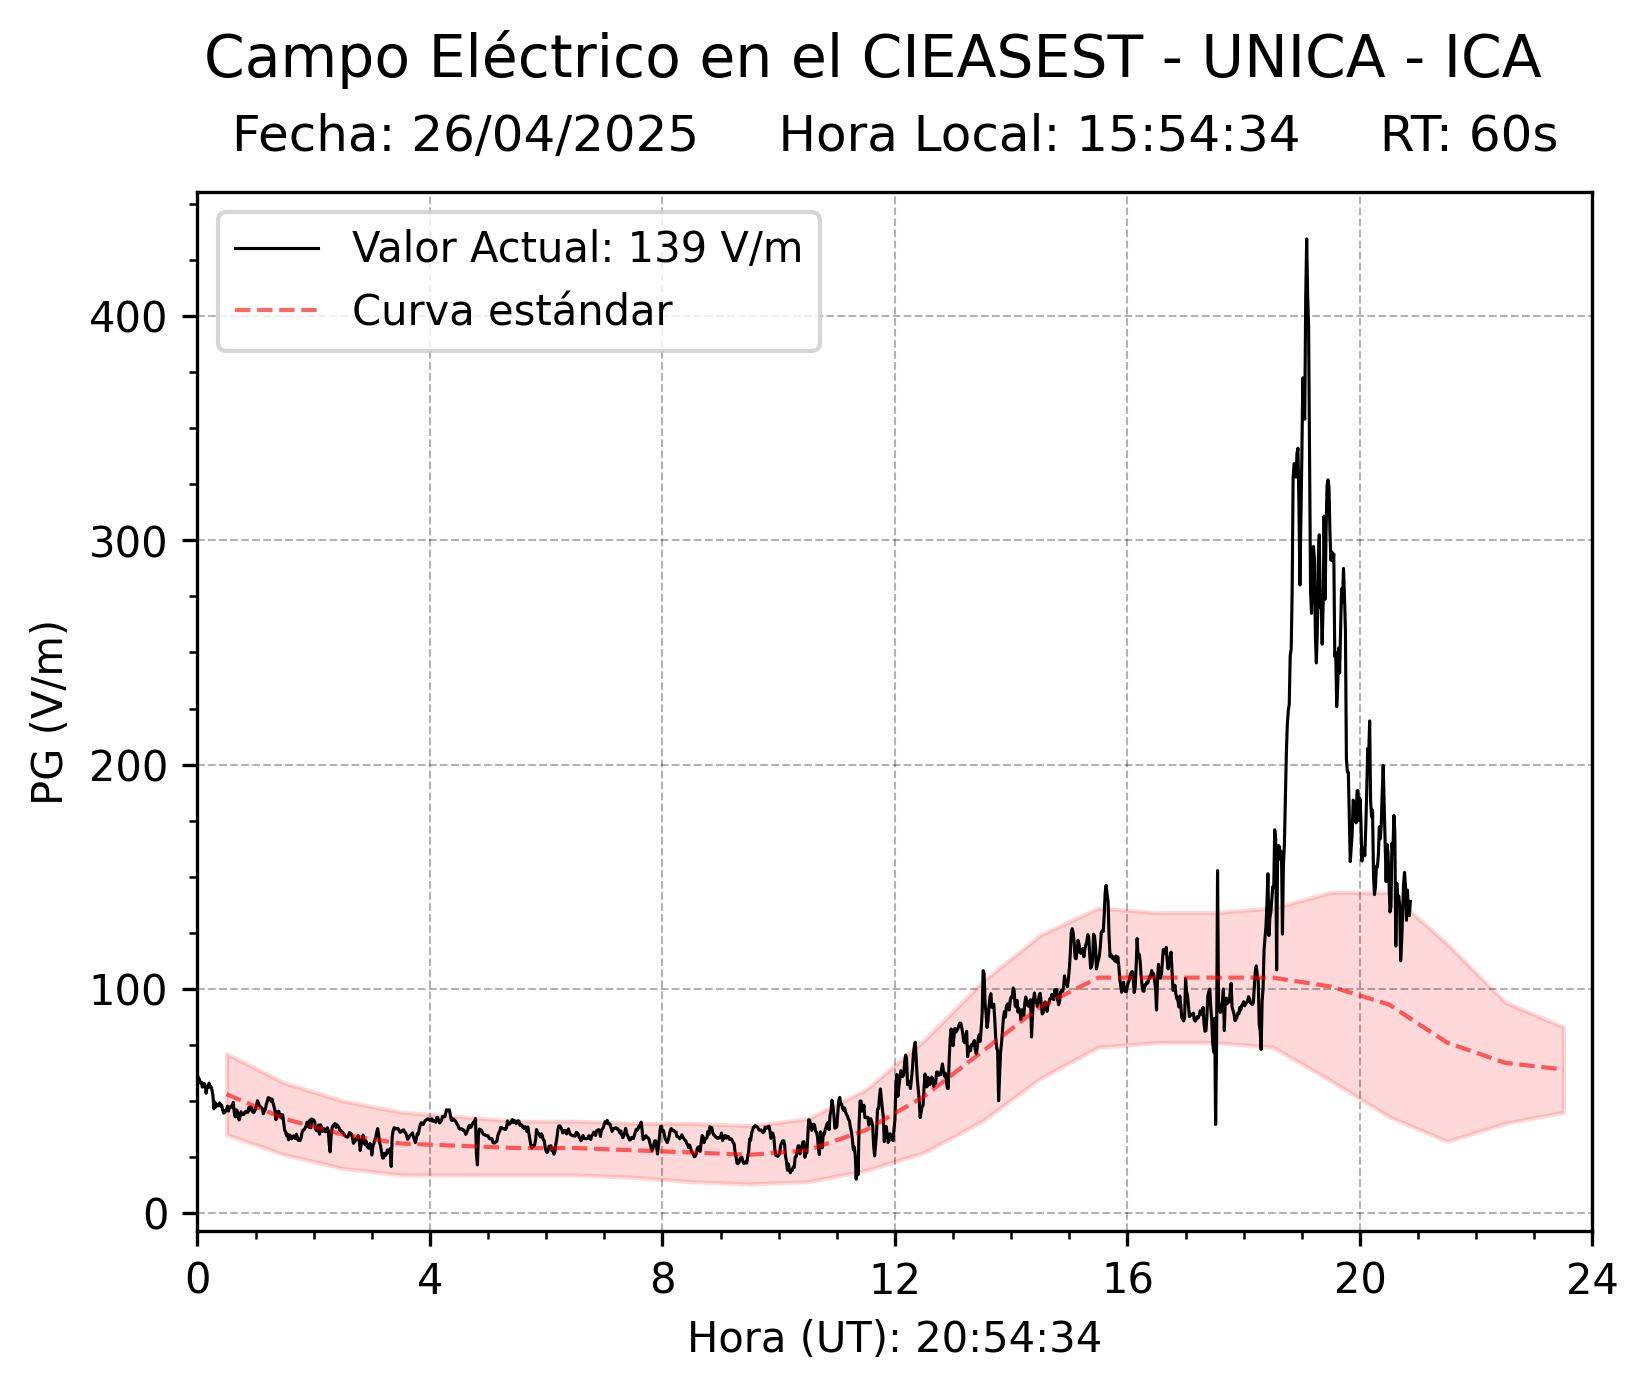 Campo Eléctrico en el CIEASEST - UNICA - ICA
Fecha: 26/04/2025 Hora Local: 15:54:34 RT: 60s
Valor Actual: 139 V/m
Curva estándar
400
300
200
100
0
PG (V/m)
0 4 8 12 16 20 24
Hora (UT): 20:54:34